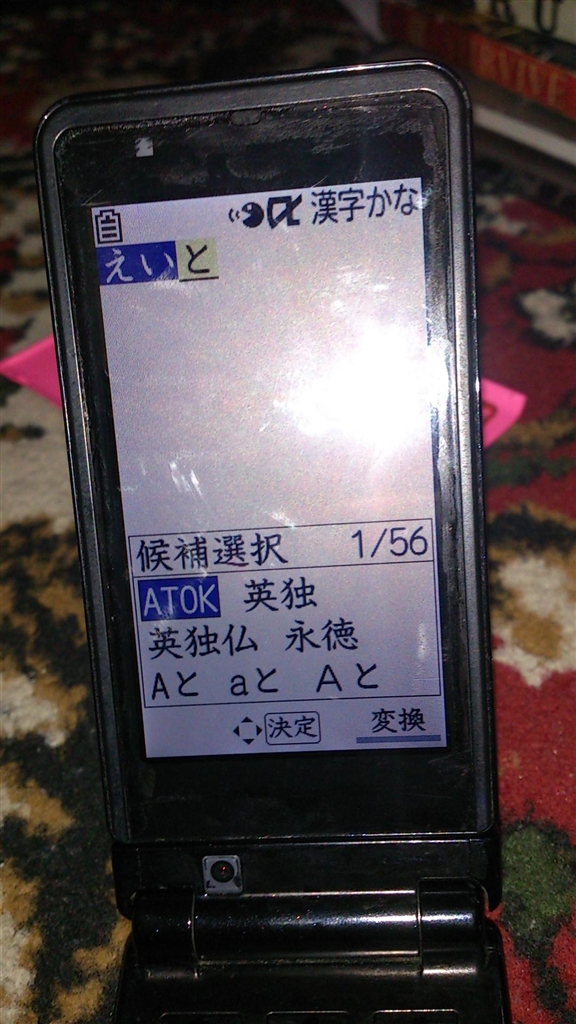 漢字かな
えいと
候補選択 1/56
ATOK 英独
英独仏 永徳
Aと aと Aと
決定 変換